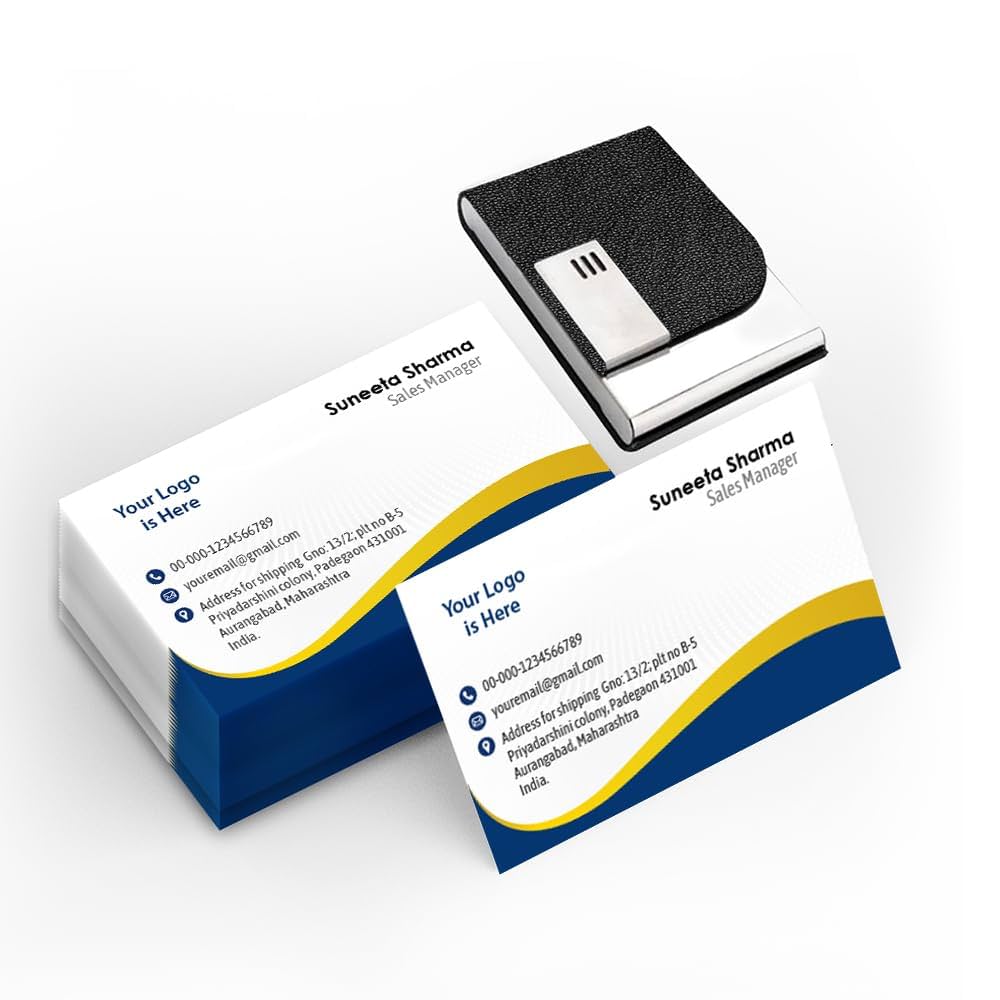 Suneeta Sharma
Sales Manager
Your Logo
is Here
00-000-1234566789
youremail@gmail.com
Address for shipping Gno: 13/2; plt no B-5
Priyadarshini colony, Padegaon 431001
Aurangabad, Maharashtra
India.
Suneeta Sharma
Sales Manager
Your Logo
is Here
00-000-1234566789
youremail@gmail.com
Address for shipping Gno: 13/2; plt no B-5
Priyadarshini colony, Padegaon 431001
Aurangabad, Maharashtra
India.